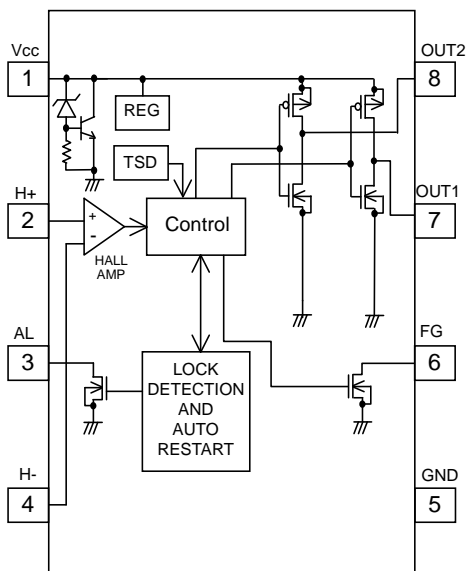 Vcc
1
REG
TSD
H+
2
+
-
HALL
AMP
Control
AL
3
LOCK
DETECTION
AND
AUTO
RESTART
H-
4
OUT2
8
OUT1
7
FG
6
GND
5